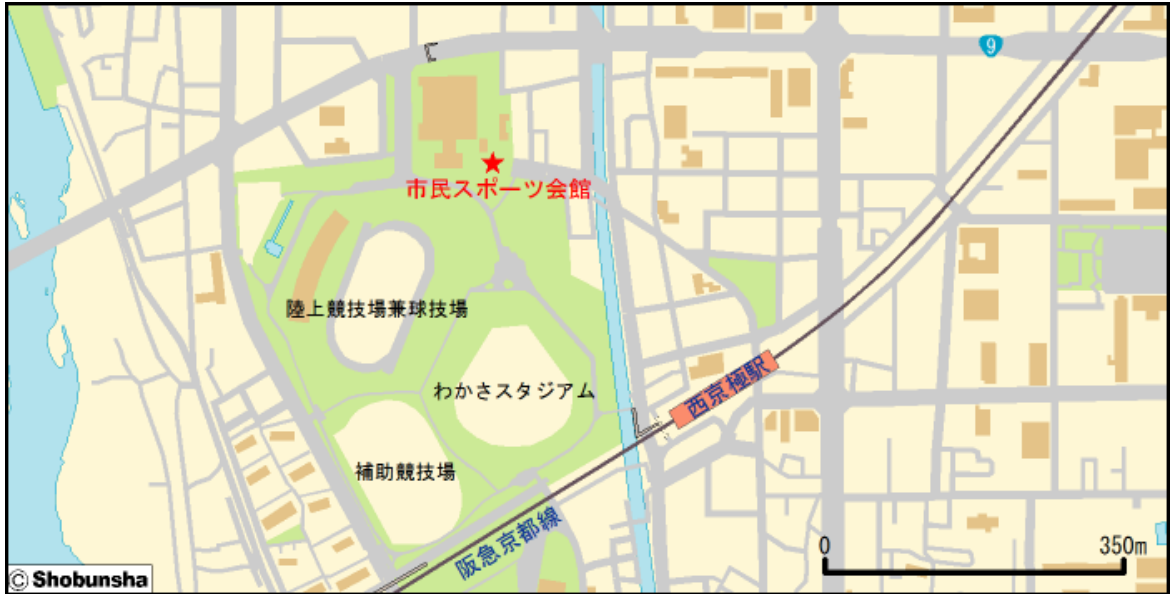 9
市民スポーツ会館
陸上競技場兼球技場
西京極駅
わかさスタジアム
補助競技場
阪急京都線
0 350m
© Shobunsha